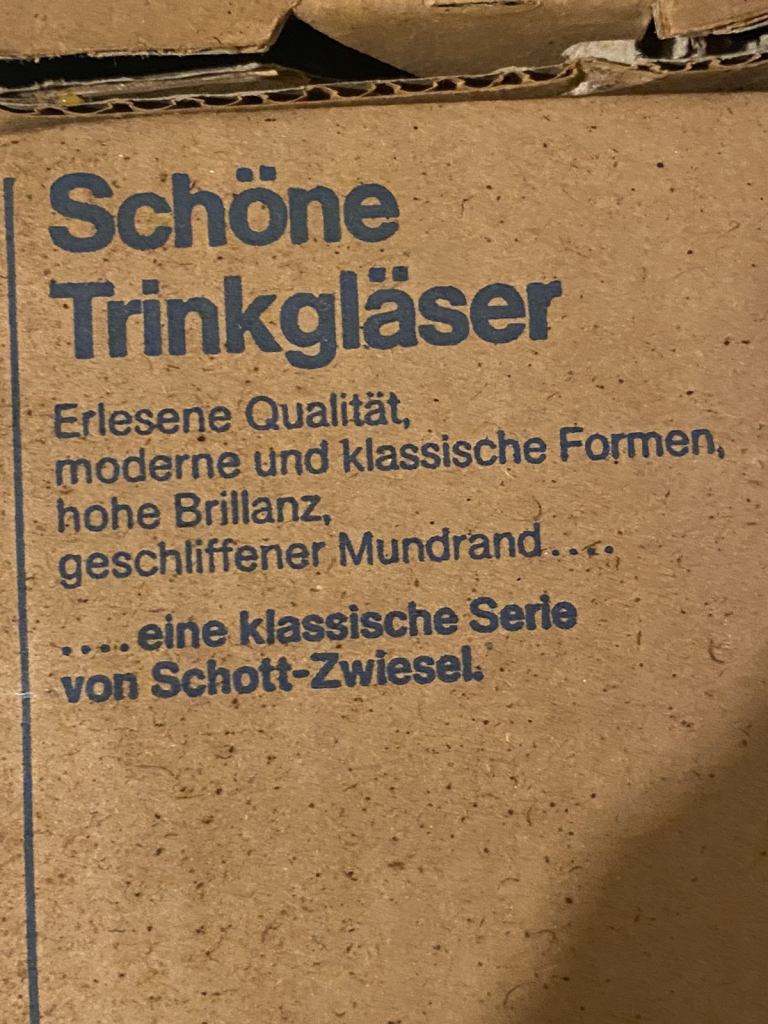 Schöne
Trinkgläser
Erlesene Qualität,
moderne und klassische Formen,
hohe Brillanz,
geschliffener Mundrand....
....eine klassische Serie
von Schott-Zwiesel.